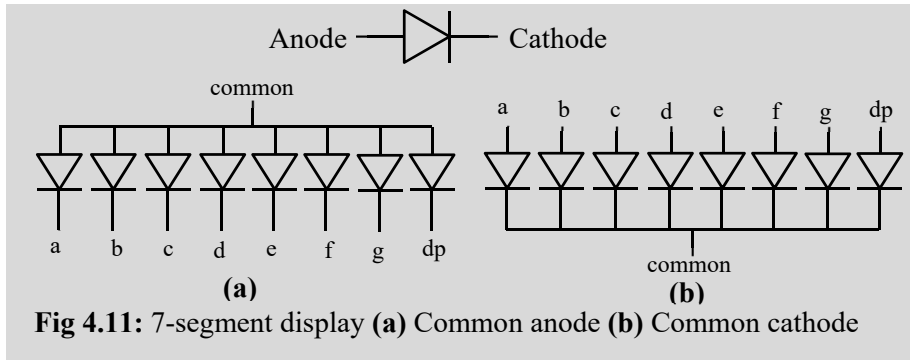 Anode Cathode
common
a b c d e f g dp
(a)
a b c d e f g dp
common
(b)
Fig 4.11: 7-segment display (a) Common anode (b) Common cathode